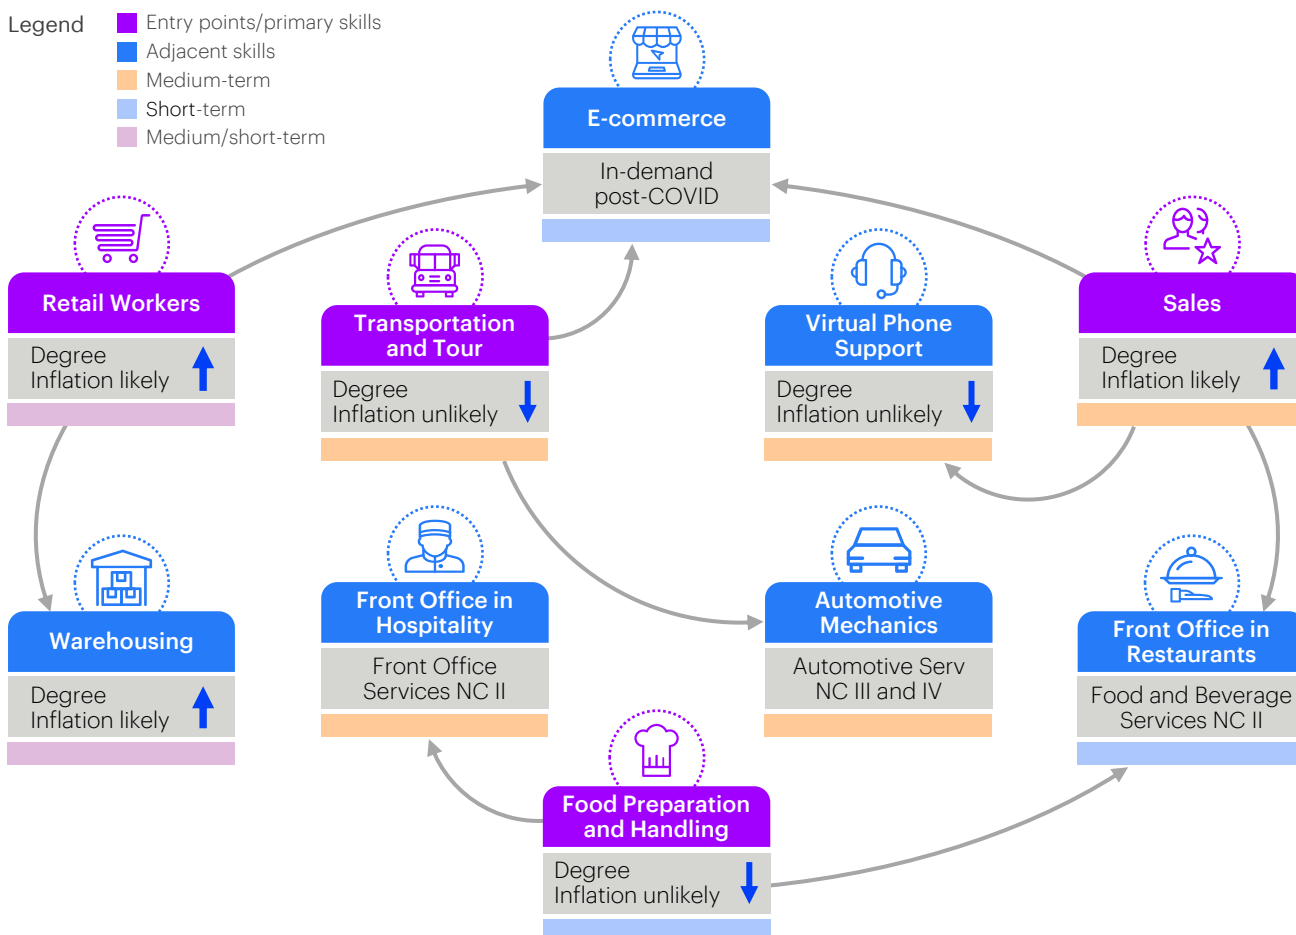 Legend
Entry points/primary skills
Adjacent skills
Medium-term
Short-term
Medium/short-term
E-commerce
In-demand
post-COVID
Retail Workers
Degree
Inflation likely
Transportation
and Tour
Degree
Inflation unlikely
Virtual Phone
Support
Degree
Inflation unlikely
Sales
Degree
Inflation likely
Warehousing
Degree
Inflation likely
Front Office in
Hospitality
Front Office
Services NC II
Automotive
Mechanics
Automotive Serv
NC III and IV
Front Office in
Restaurants
Food and Beverage
Services NC II
Food Preparation
and Handling
Degree
Inflation unlikely